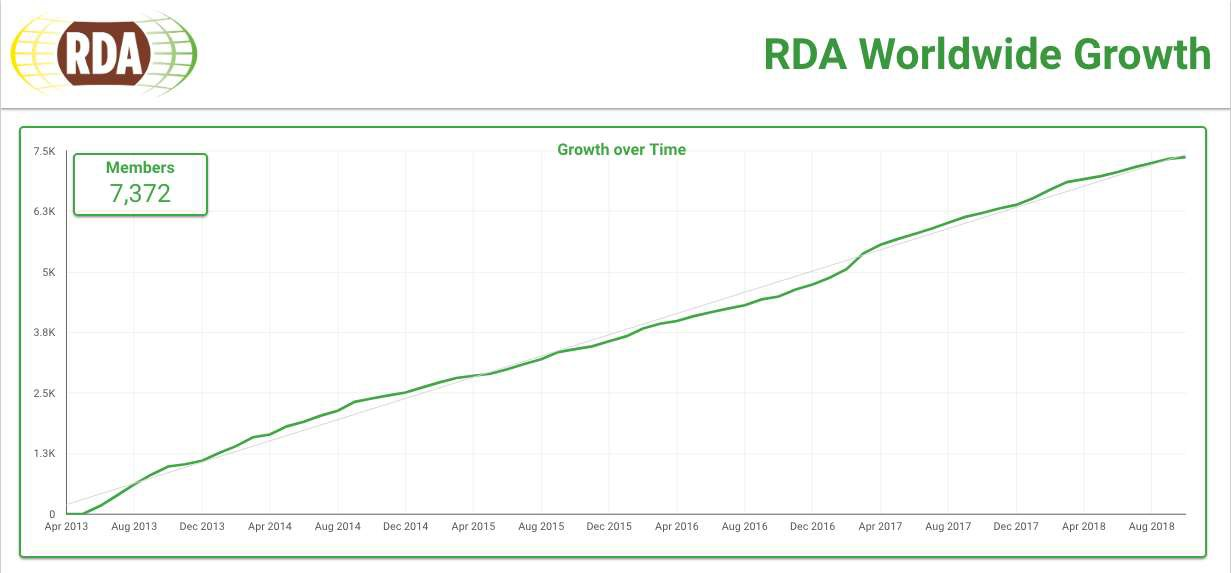 RDA
RDA Worldwide Growth
Growth over Time
Members
7,372
7.5K
6.3K
5K
3.8K
2.5K
1.3K
0
Apr 2013 Aug 2013 Dec 2013 Apr 2014 Aug 2014 Dec 2014 Apr 2015 Aug 2015 Dec 2015 Apr 2016 Aug 2016 Dec 2016 Apr 2017 Aug 2017 Dec 2017 Apr 2018 Aug 2018